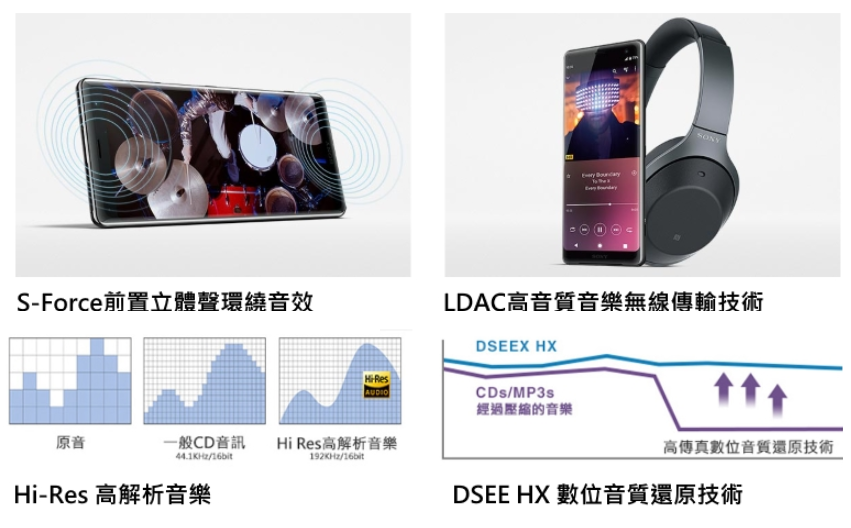 SONY
Every Boundary
To The X
Every Boundary
SONY
S-Force前置立體聲環繞音效
LDAC高音質音樂無線傳輸技術
Hi-Res
AUDIO
原音
一般CD音訊
44.1KHz/16bit
Hi Res高解析音樂
192KHz/16bit
DSEEX HX
CDs/MP3s
經過壓縮的音樂
高傳真數位音質還原技術
Hi-Res 高解析音樂
DSEE HX 數位音質還原技術